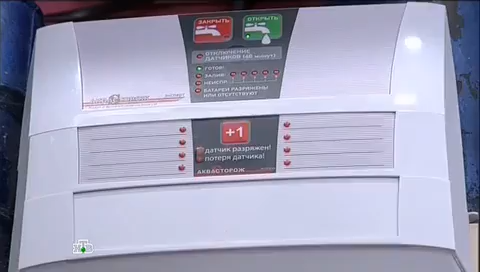 ЗАКРЫТЬ
ОТКРЫТЬ
ОТКЛЮЧЕНИЕ
ДАТЧИКОВ (48 минут)
ГОТОВ!
ЗАЛИВ!
НЕИСПР.
БАТАРЕИ РАЗРЯЖЕНЫ
ИЛИ ОТСУТСТВУЮТ
+1
датчик разряжен!
потеря датчика!
АКВАСТОРОЖ
НТВ